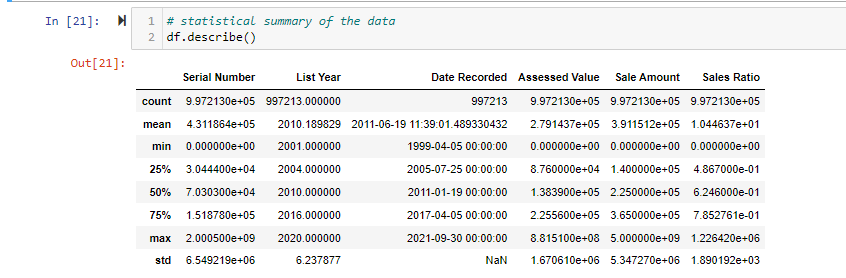 In [21]: 1 # statistical summary of the data
2 df.describe()
Out[21]:
Serial Number List Year Date Recorded Assessed Value Sale Amount Sales Ratio
count 9.972130e+05 997213.000000 997213 9.972130e+05 9.972130e+05 9.972130e+05
mean 4.311864e+05 2010.189829 2011-06-19 11:39:01.489330432 2.791437e+05 3.911512e+05 1.044637e+01
min 0.000000e+00 2001.000000 1999-04-05 00:00:00 0.000000e+00 0.000000e+00 0.000000e+00
25% 3.044400e+04 2004.000000 2005-07-25 00:00:00 8.760000e+04 1.400000e+05 4.867000e-01
50% 7.030300e+04 2010.000000 2011-01-19 00:00:00 1.383900e+05 2.250000e+05 6.246000e-01
75% 1.518780e+05 2016.000000 2017-04-05 00:00:00 2.255600e+05 3.650000e+05 7.852761e-01
max 2.000500e+09 2020.000000 2021-09-30 00:00:00 8.815100e+08 5.000000e+09 1.226420e+06
std 6.549219e+06 6.237877 NaN 1.670610e+06 5.347270e+06 1.890192e+03